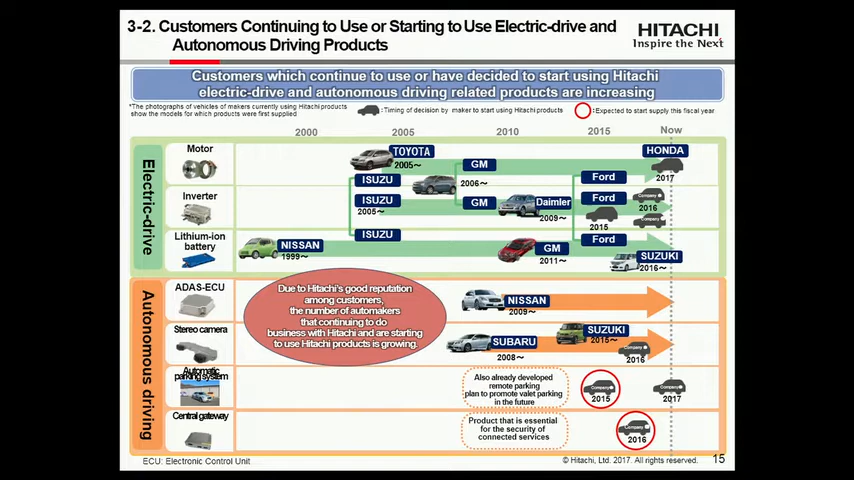 3-2. Customers Continuing to Use or Starting to Use Electric-drive and
Autonomous Driving Products
HITACHI
Inspire the Next
Customers which continue to use or have decided to start using Hitachi
electric-drive and autonomous driving related products are increasing
*The photographs of vehicles of makers currently using Hitachi products
show the models for which products were first supplied
:Timing of decision by maker to start using Hitachi products
:Expected to start supply this fiscal year
2000 2005 2010 2015 Now
Electric-drive
Motor
TOYOTA
2005~
GM
2006~
HONDA
2017
ISUZU
Ford
Inverter
ISUZU
2005~
GM
Daimler
2009~
Ford
2015
Company
2016
Company
Lithium-ion
battery
NISSAN
1999~
ISUZU
GM
2011~
Ford
SUZUKI
2016~
Autonomous driving
ADAS-ECU
NISSAN
2009~
Due to Hitachi's good reputation
among customers,
the number of automakers
that continuing to do
business with Hitachi and are starting
to use Hitachi products is growing.
Stereo camera
SUBARU
2008~
SUZUKI
2015~
Company
2016
Automatic
parking system
Also already developed
remote parking
plan to promote valet parking
in the future
Company
2015
Company
2017
Central gateway
Product that is essential
for the security of
connected services
Company
2016
ECU: Electronic Control Unit
© Hitachi, Ltd. 2017. All rights reserved.
15